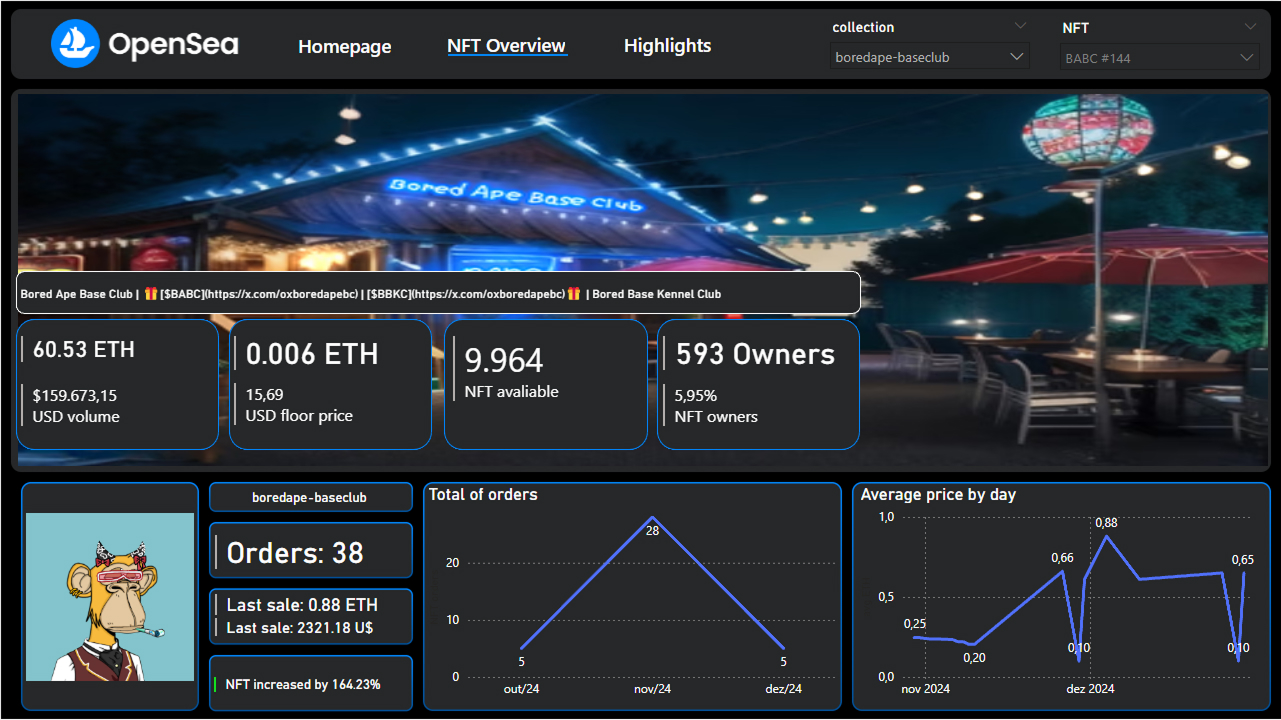 OpenSea
Homepage
NFT Overview
Highlights
collection
boredape-baseclub
NFT
BABC #144
Bored Ape Base Club
Bored Ape Base Club | 🎁[$BABC](https://x.com/oxboredapebc) | [$BBKC](https://x.com/oxboredapebc)🎁 | Bored Base Kennel Club
60.53 ETH
$159.673,15
USD volume
0.006 ETH
15,69
USD floor price
9.964
NFT avaliable
593 Owners
5,95%
NFT owners
boredape-baseclub
Orders: 38
Last sale: 0.88 ETH
Last sale: 2321.18 U$
NFT increased by 164.23%
Total of orders
20
10
0
5
28
5
out/24
nov/24
dez/24
Average price by day
1,0
0,5
0,0
0,25
0,20
0,66
0,10
0,88
0,10
0,65
nov 2024
dez 2024